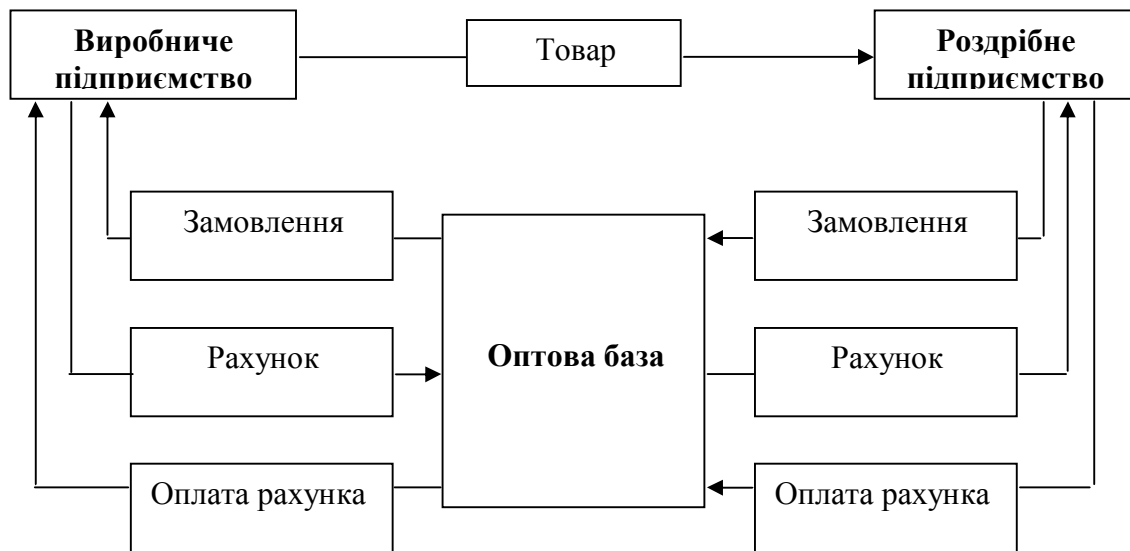 Виробниче
підприємство
Товар
Роздрібне
підприємство
Замовлення
Замовлення
Рахунок
Оптова база
Рахунок
Оплата рахунка
Оплата рахунка